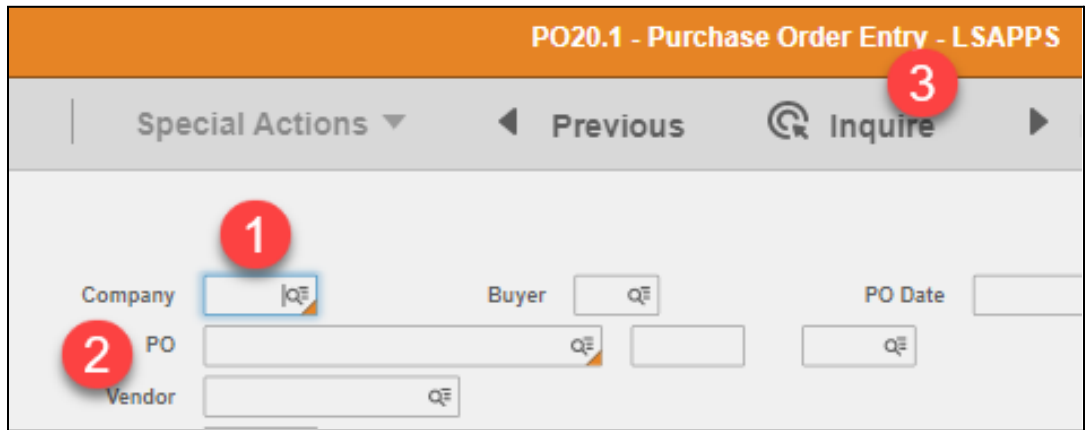 PO20.1 - Purchase Order Entry - LSAPPS
3
Special Actions Previous Inquire
1
Company Buyer PO Date
2 PO
Vendor